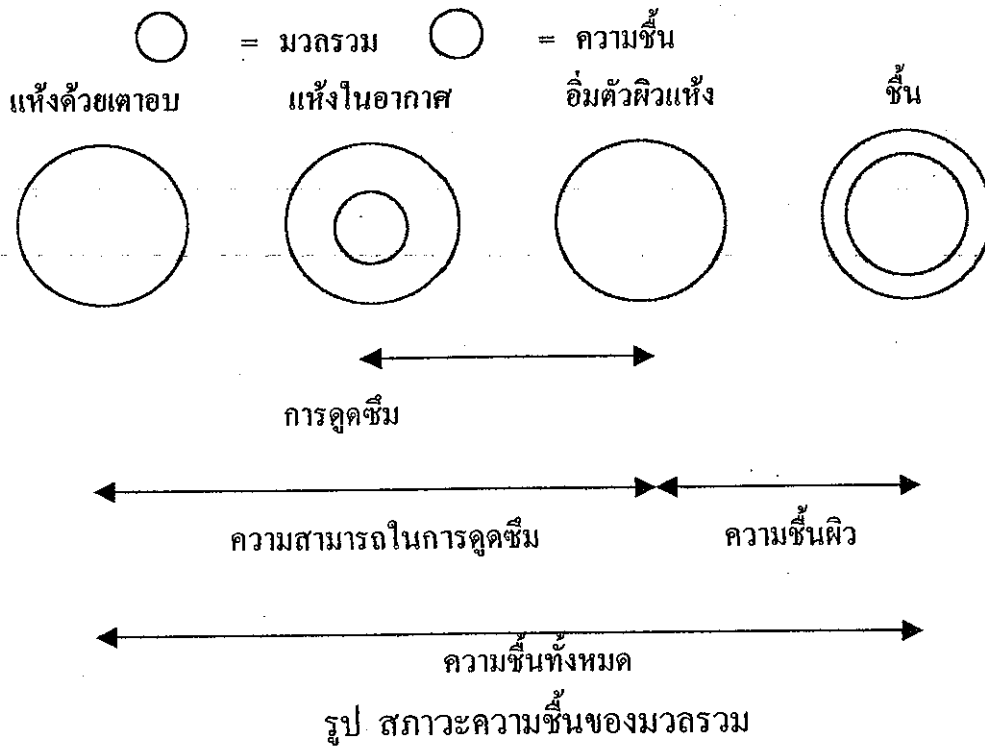 = มวลรวม = ความชื้น
แห้งด้วยเตาอบ แห้งในอากาศ อิ่มตัวผิวแห้ง ชื้น
การดูดซึม
ความสามารถในการดูดซึม ความชื้นผิว
ความชื้นทั้งหมด
รูป สภาวะความชื้นของมวลรวม